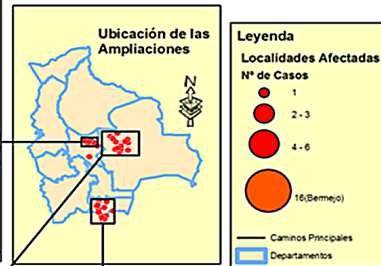 Ubicación de las
Ampliaciones
N
Leyenda
Localidades Afectadas
Nº de Casos
1
2 - 3
4 - 6
16(Bermejo)
Caminos Principales
Departamentos